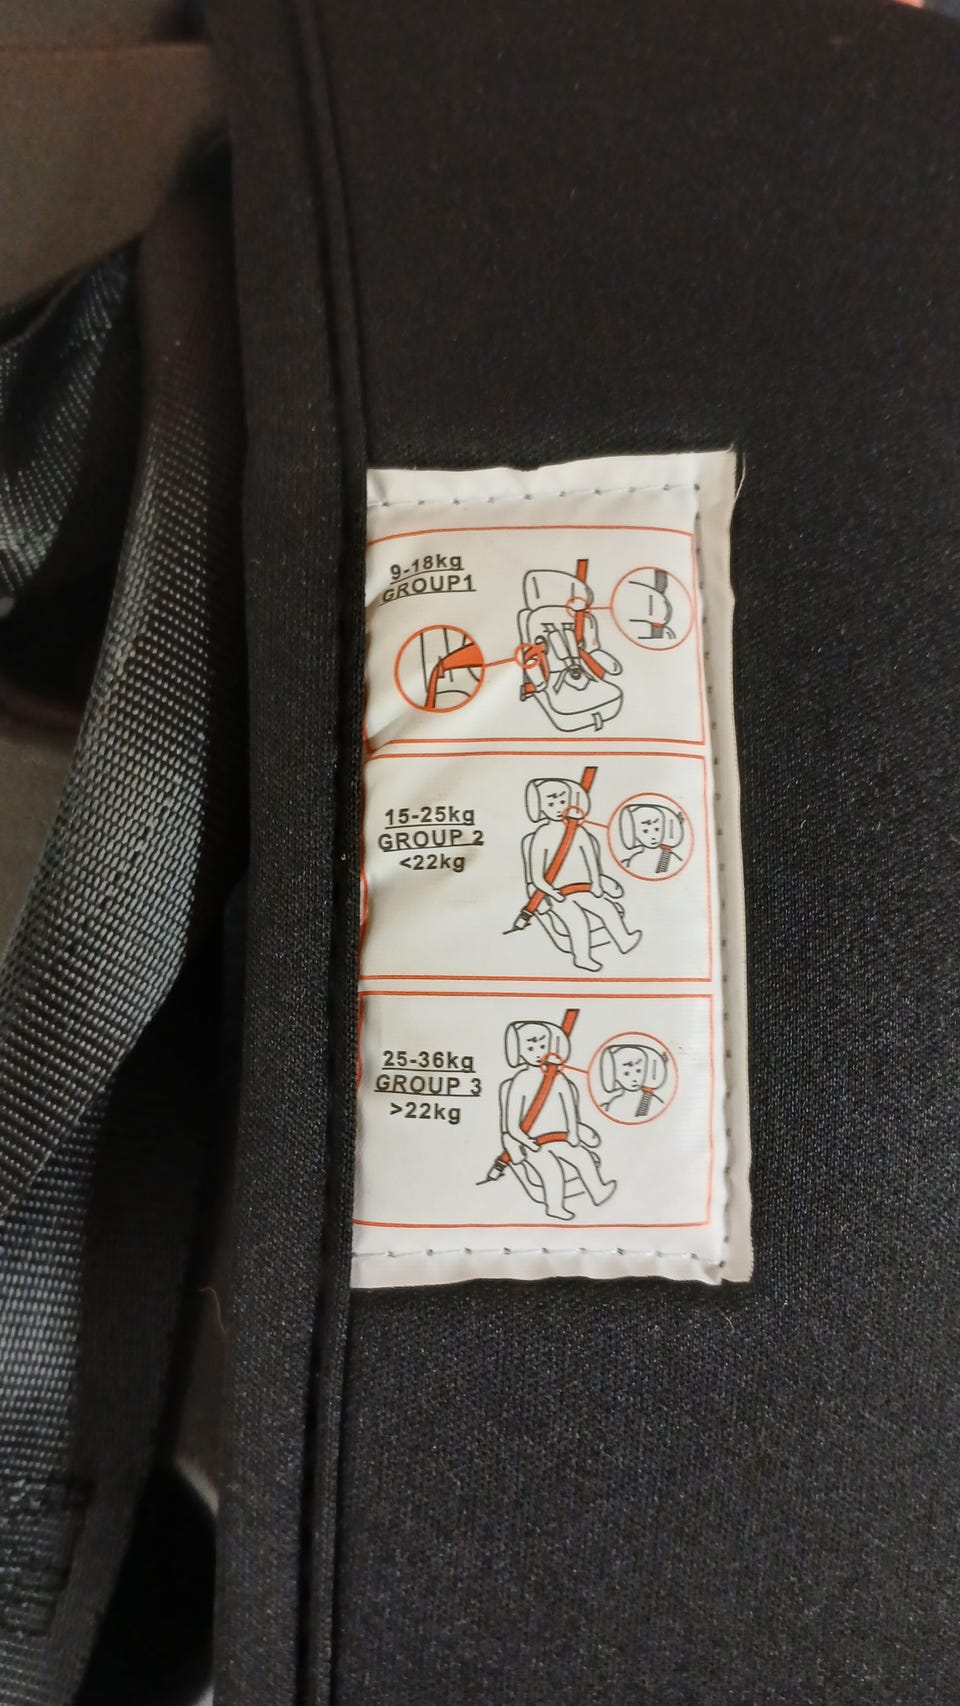 9-18kg
GROUP1
15-25kg
GROUP 2
<22kg
25-36kg
GROUP 3
>22kg